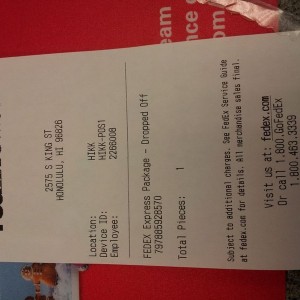 2575 S KING ST
HONOLULU, HI 96826
Location: HIKK
Device ID: HIKK-POS1
Employee: 2266608
FEDEX Express Package - Dropped Off
797885928570
Total Pieces: 1
Subject to additional charges. See FedEx Service Guide
at fedex.com for details. All merchandise sales final.
Visit us at: fedex.com
Or call 1.800.GoFedEx
1.800.463.3339